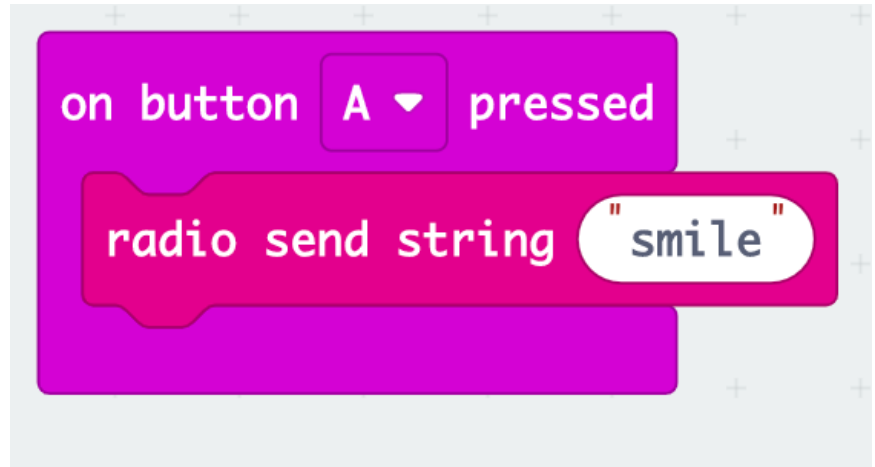 on button A pressed
radio send string "smile"